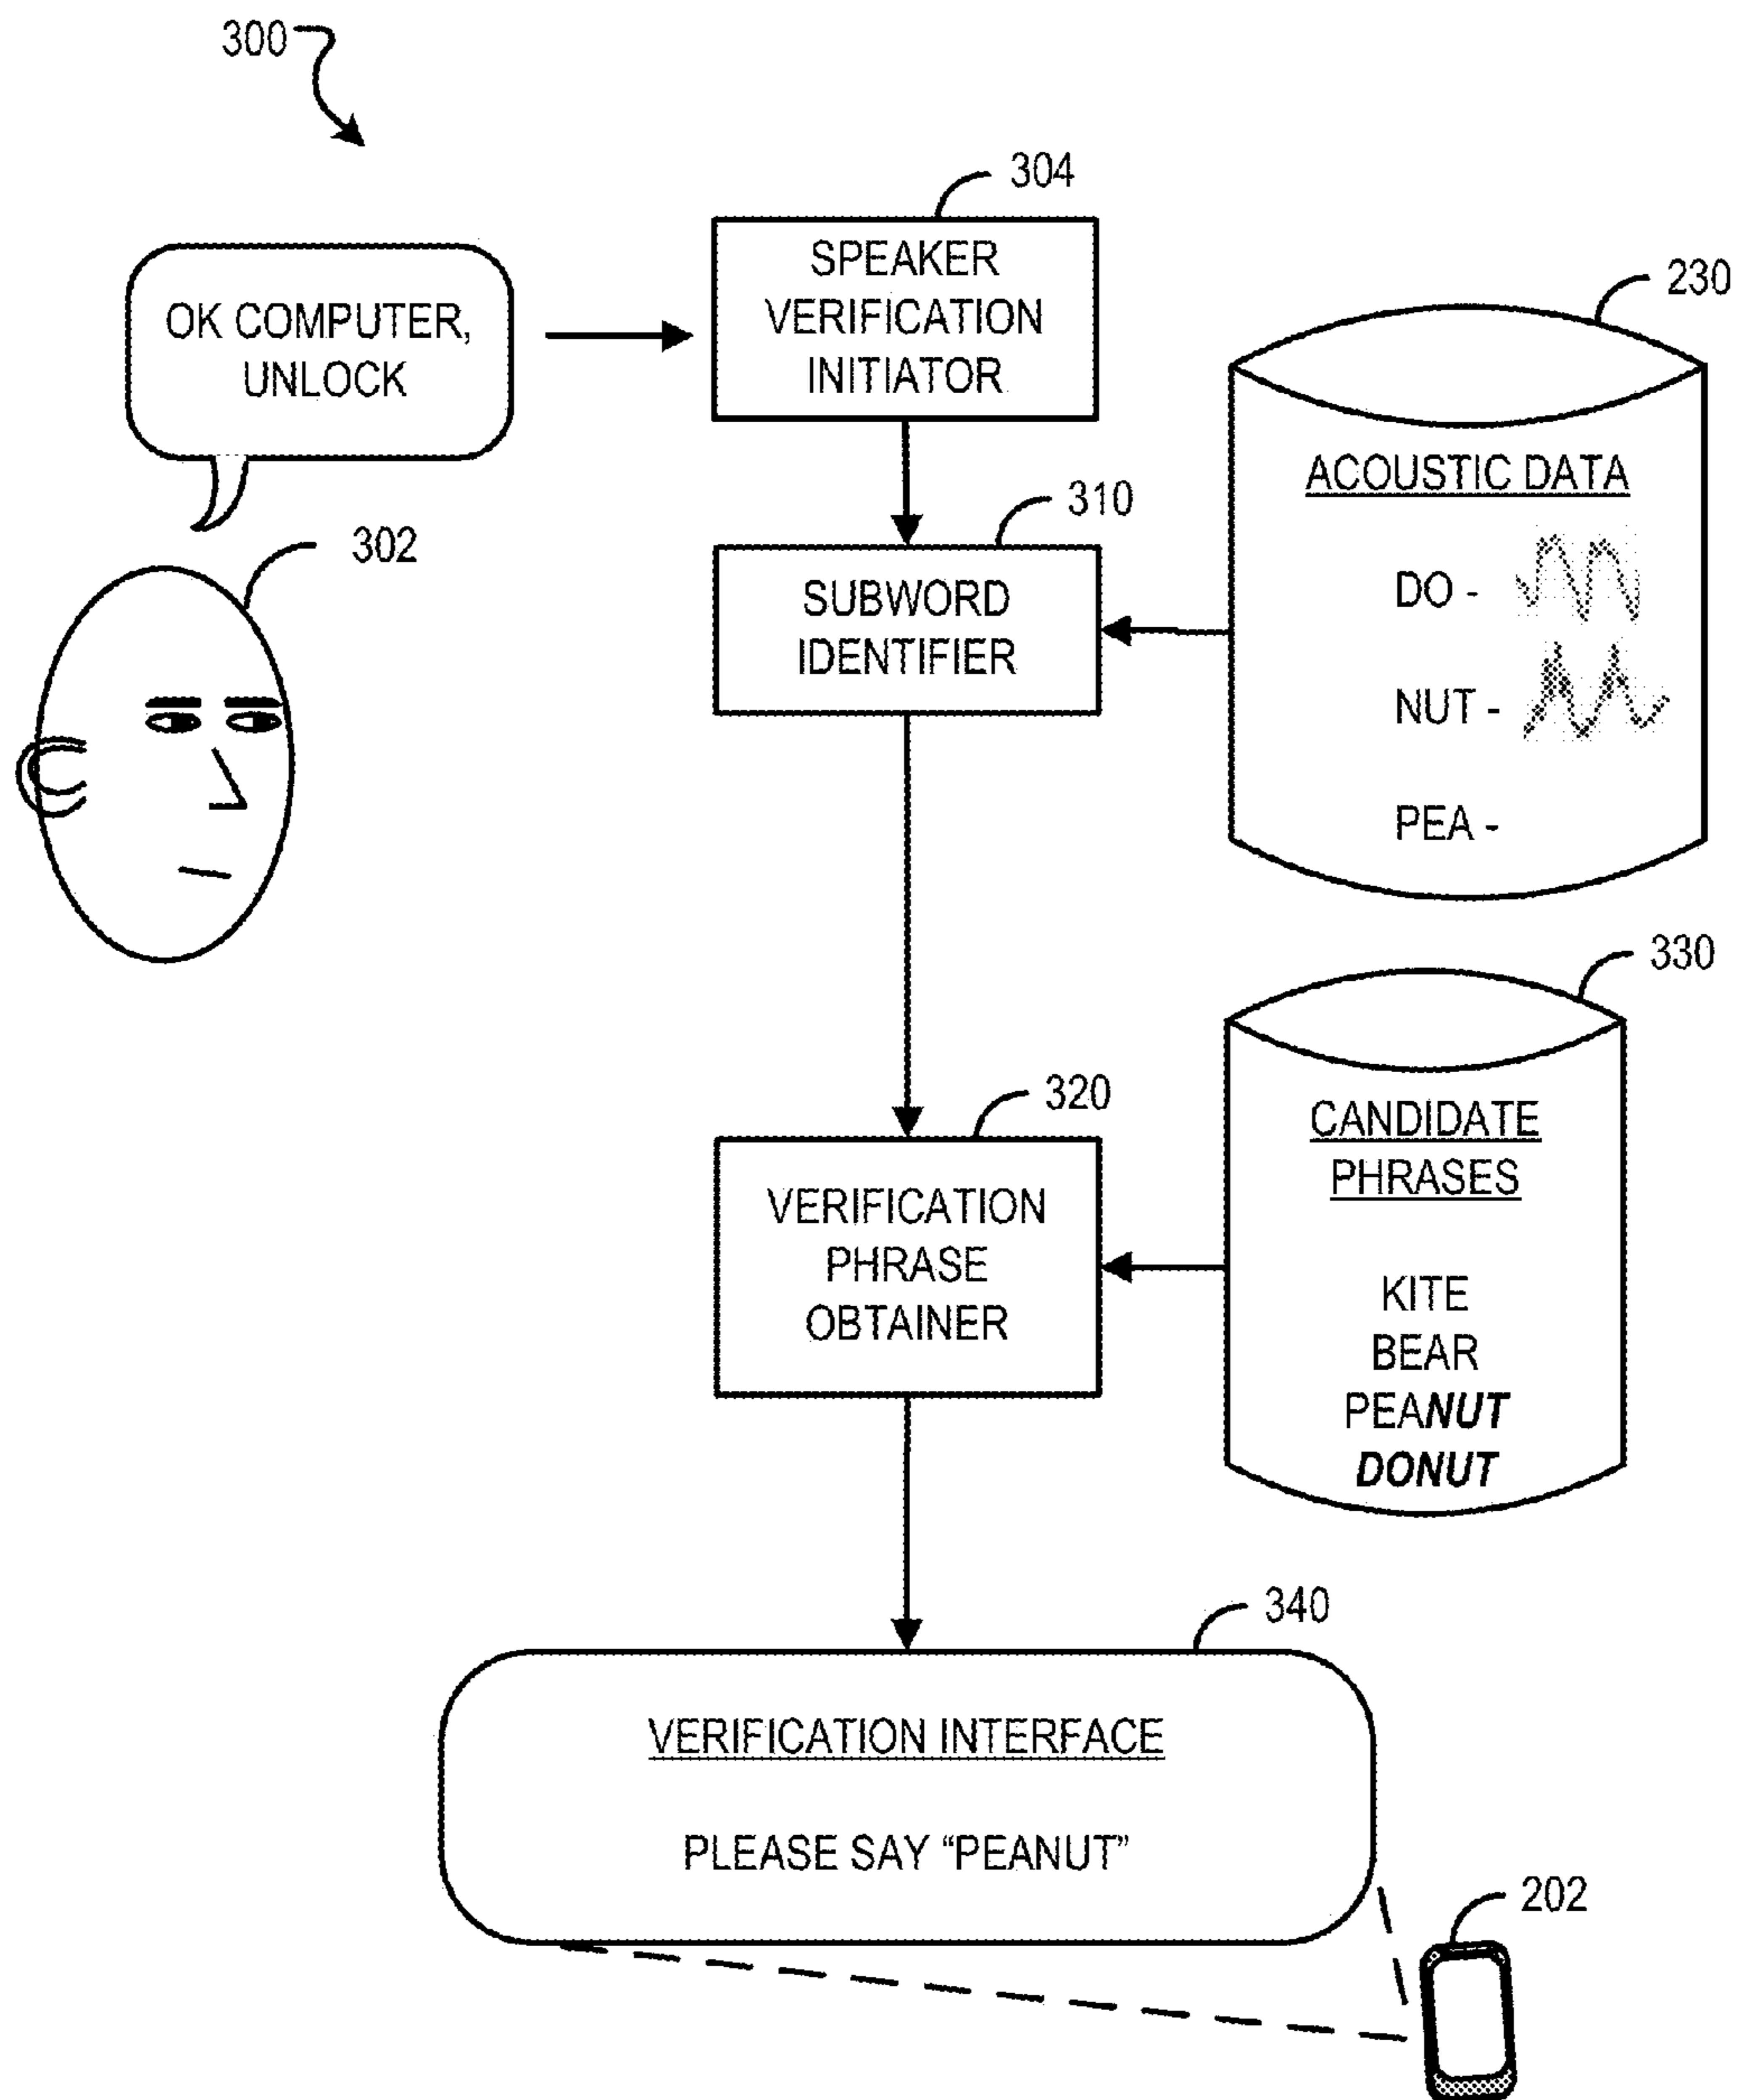 300
304
SPEAKER
VERIFICATION
INITIATOR
OK COMPUTER,
UNLOCK
302
230
ACOUSTIC DATA
DO -
NUT -
PEA -
310
SUBWORD
IDENTIFIER
330
CANDIDATE
PHRASES
KITE
BEAR
PEANUT
DONUT
320
VERIFICATION
PHRASE
OBTAINER
340
VERIFICATION INTERFACE
PLEASE SAY “PEANUT”
202